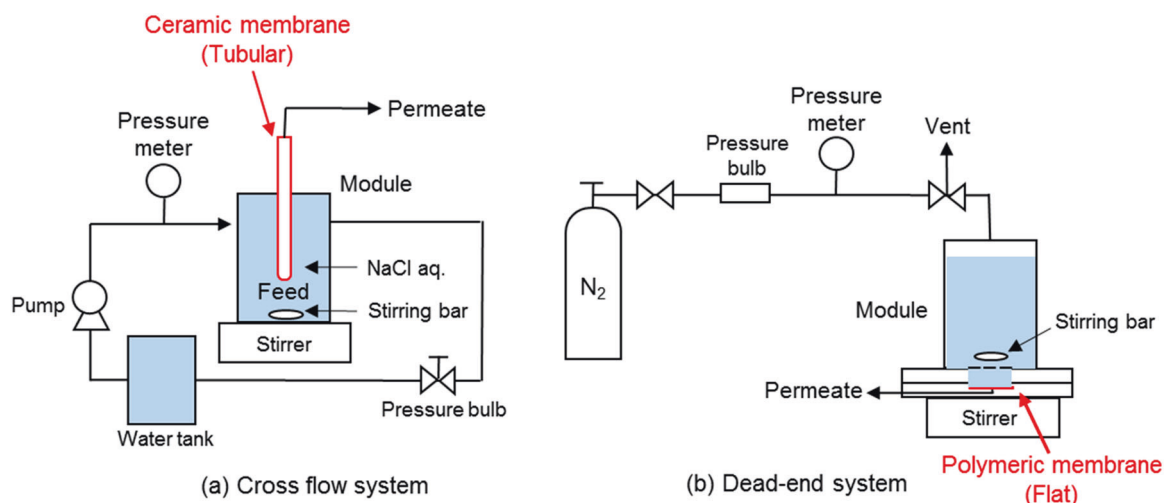 Ceramic membrane
(Tubular)
Permeate
Pressure
meter
Module
NaCl aq.
Feed
Stirring bar
Pump
Stirrer
Pressure bulb
Water tank
(a) Cross flow system
Pressure
meter
Vent
Pressure
bulb
N₂
Module
Stirring bar
Permeate
Stirrer
Polymeric membrane
(Flat)
(b) Dead-end system